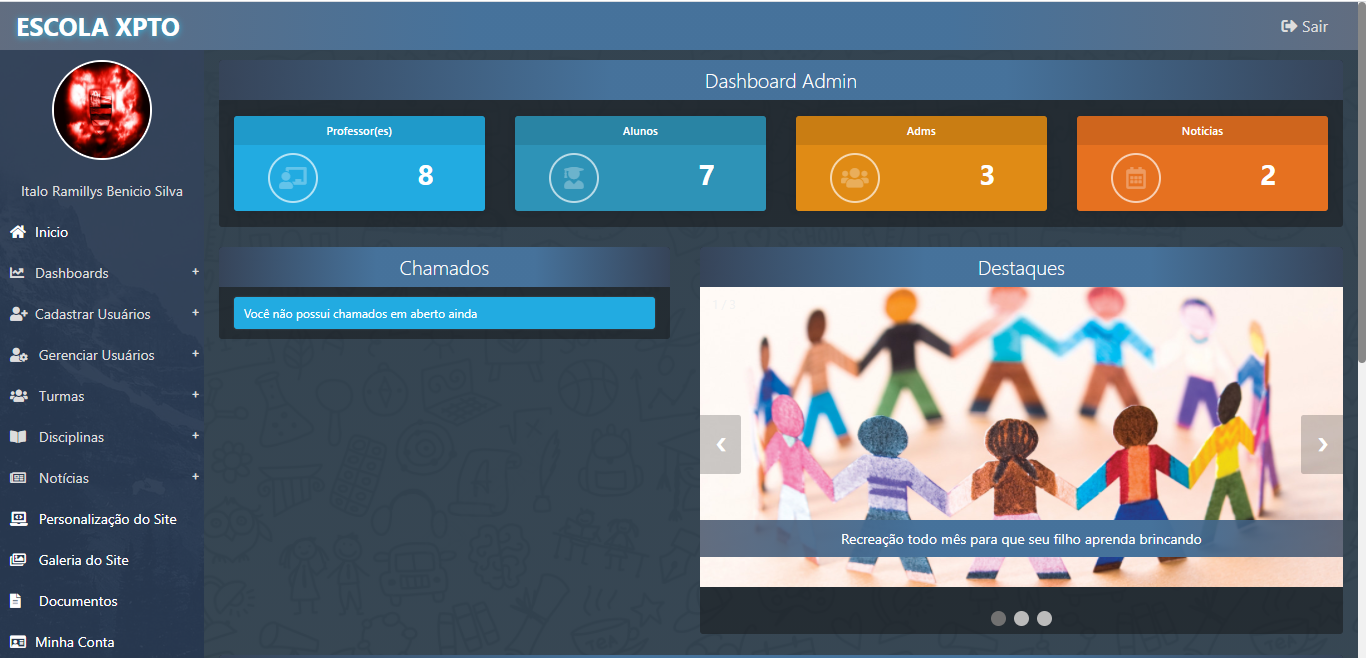 ESCOLA XPTO
Sair
Italo Ramillys Benicio Silva
Inicio
Dashboards +
Cadastrar Usuários +
Gerenciar Usuários +
Turmas +
Disciplinas +
Notícias +
Personalização do Site
Galeria do Site
Documentos
Minha Conta
Dashboard Admin
Professor(es)
8
Alunos
7
Adms
3
Noticias
2
Chamados
Você não possui chamados em aberto ainda
Destaques
1 / 3
❮ ❯
Recreação todo mês para que seu filho aprenda brincando